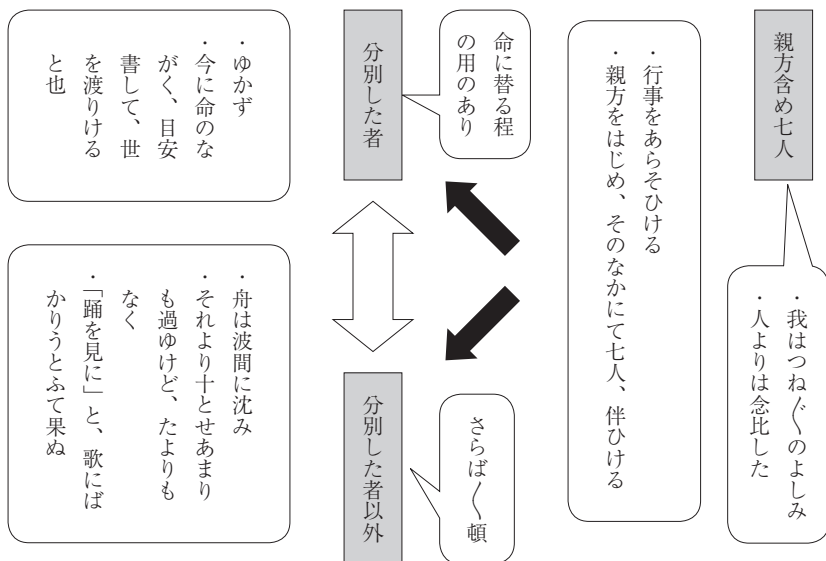 親方含め七人
・我はつね〴〵のよしみ
・人よりは念比した
・行事をあらそひける
・親方をはじめ、そのなかにて七人、伴ひける
命に替る程
の用のあり
分別した者
・ゆかず
・今に命のな
がく、目安
書して、世
を渡りける
と也
さらば〳〵頓
分別した者以外
・舟は波間に沈み
・それより十とせあまり
も過ゆけど、たよりも
なく
・「踊を見に」と、歌にば
かりうとふて果ぬ